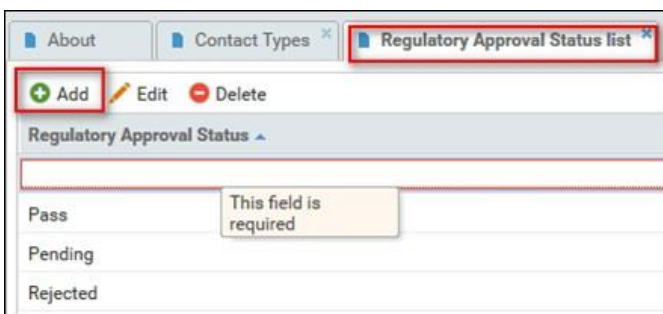 About Contact Types Regulatory Approval Status list
Add Edit Delete
Regulatory Approval Status
This field is
required
Pass
Pending
Rejected